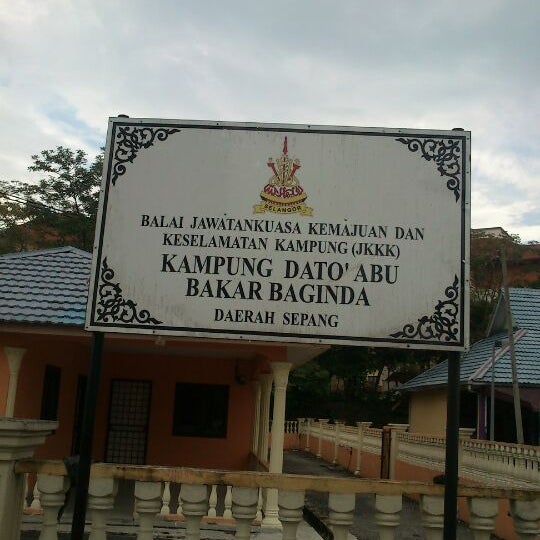 SELANGOR
BALAI JAWATANKUASA KEMAJUAN DAN
KESELAMATAN KAMPUNG (JKKK)
KAMPUNG DATO' ABU
BAKAR BAGINDA
DAERAH SEPANG